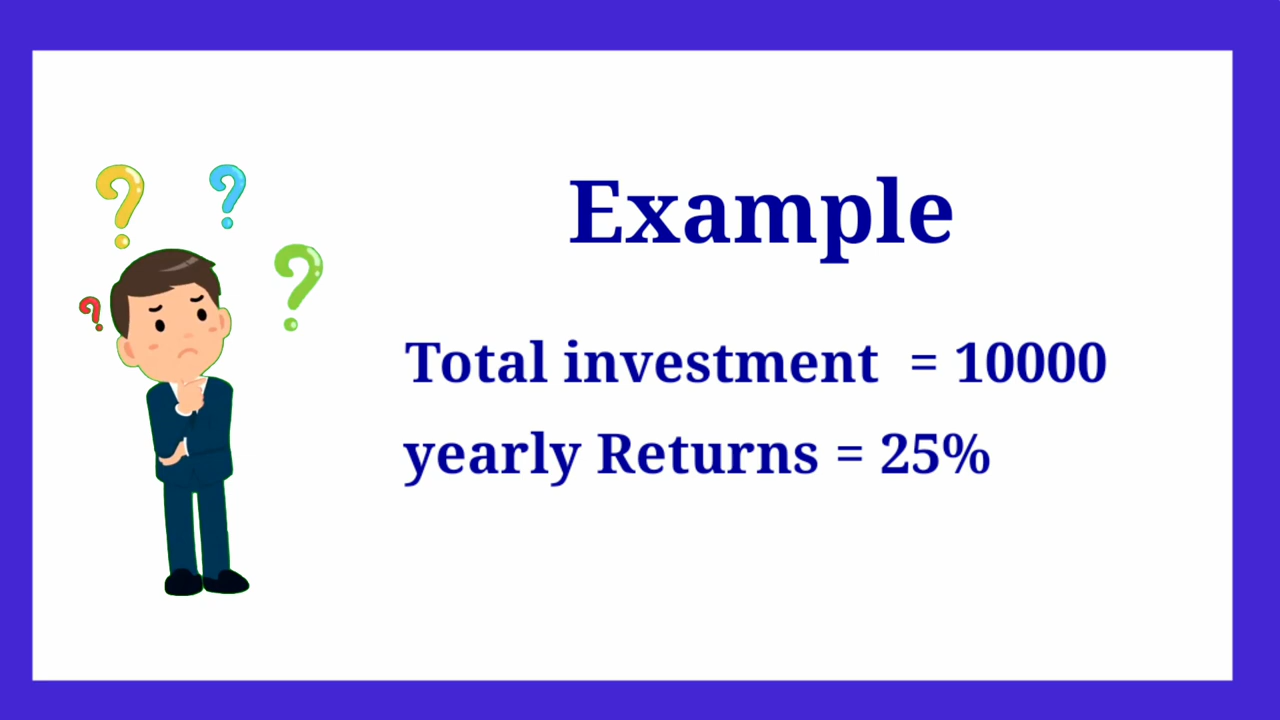 Example
Total investment = 10000
yearly Returns = 25%